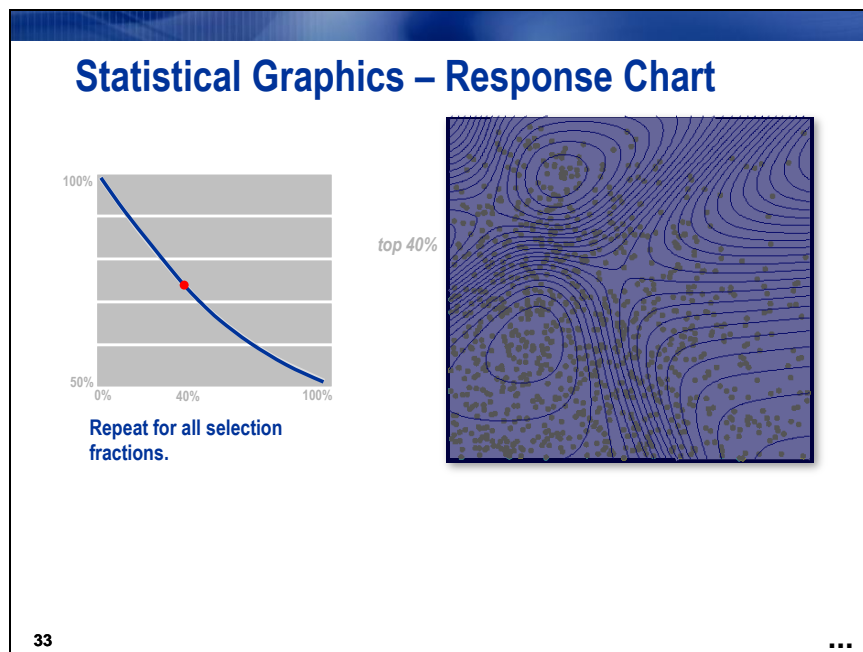 Statistical Graphics – Response Chart
100%
top 40%
50%
0% 40% 100%
Repeat for all selection
fractions.
33
...